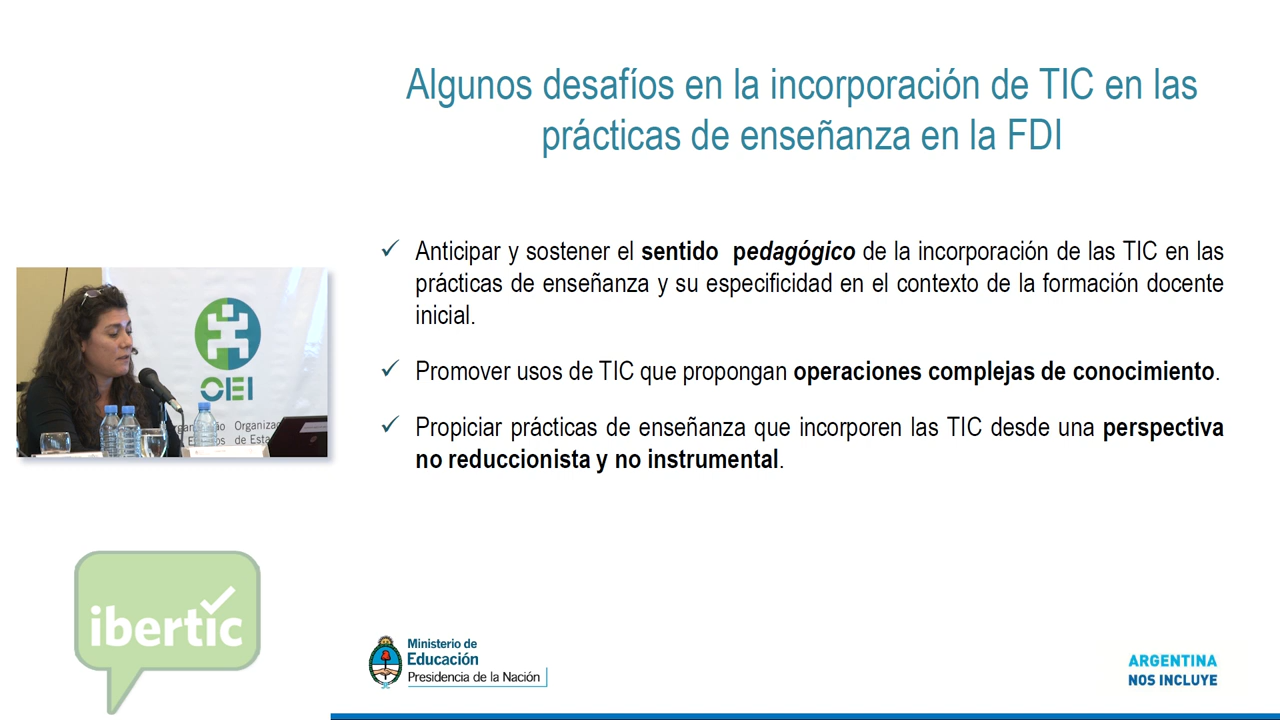 Algunos desafíos en la incorporación de TIC en las
prácticas de enseñanza en la FDI
Anticipar y sostener el sentido pedagógico de la incorporación de las TIC en las
prácticas de enseñanza y su especificidad en el contexto de la formación docente
inicial.
Promover usos de TIC que propongan operaciones complejas de conocimiento.
Propiciar prácticas de enseñanza que incorporen las TIC desde una perspectiva
no reduccionista y no instrumental.
OEI
Organiza
de Esta
ibertic
Ministerio de
Educación
Presidencia de la Nación
ARGENTINA
NOS INCLUYE